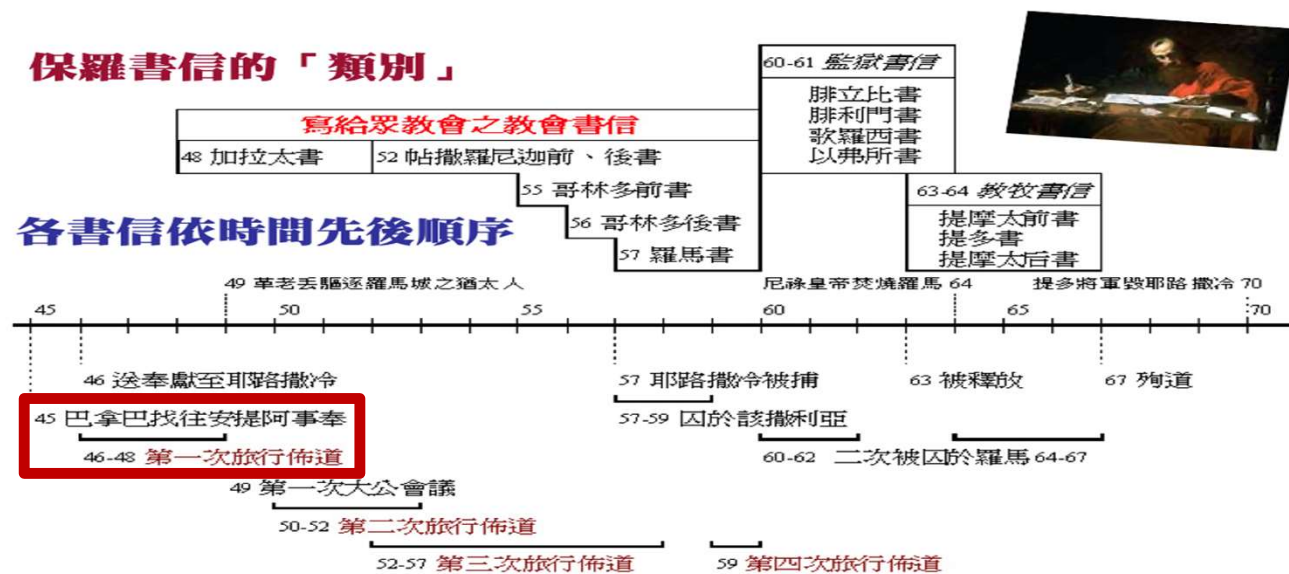 保羅書信的「類別」
60-61 監獄書信
腓立比書
腓利門書
歌羅西書
以弗所書
寫給眾教會之教會書信
48 加拉太書
52 帖撒羅尼迦前、後書
55 哥林多前書
56 哥林多後書
57 羅馬書
63-64 教牧書信
提摩太前書
提多書
提摩太后書
各書信依時間先後順序
49 革老丟驅逐羅馬城之猶太人
尼祿皇帝焚燒羅馬 64
提多將軍毀耶路撒冷 70
45 50 55 60 65 70
46 送奉獻至耶路撒冷
57 耶路撒冷被捕
63 被釋放
67 殉道
45 巴拿巴找往安提阿事奉
57-59 囚於該撒利亞
46-48 第一次旅行佈道
60-62 二次被囚於羅馬 64-67
49 第一次大公會議
50-52 第二次旅行佈道
52-57 第三次旅行佈道
59 第四次旅行佈道